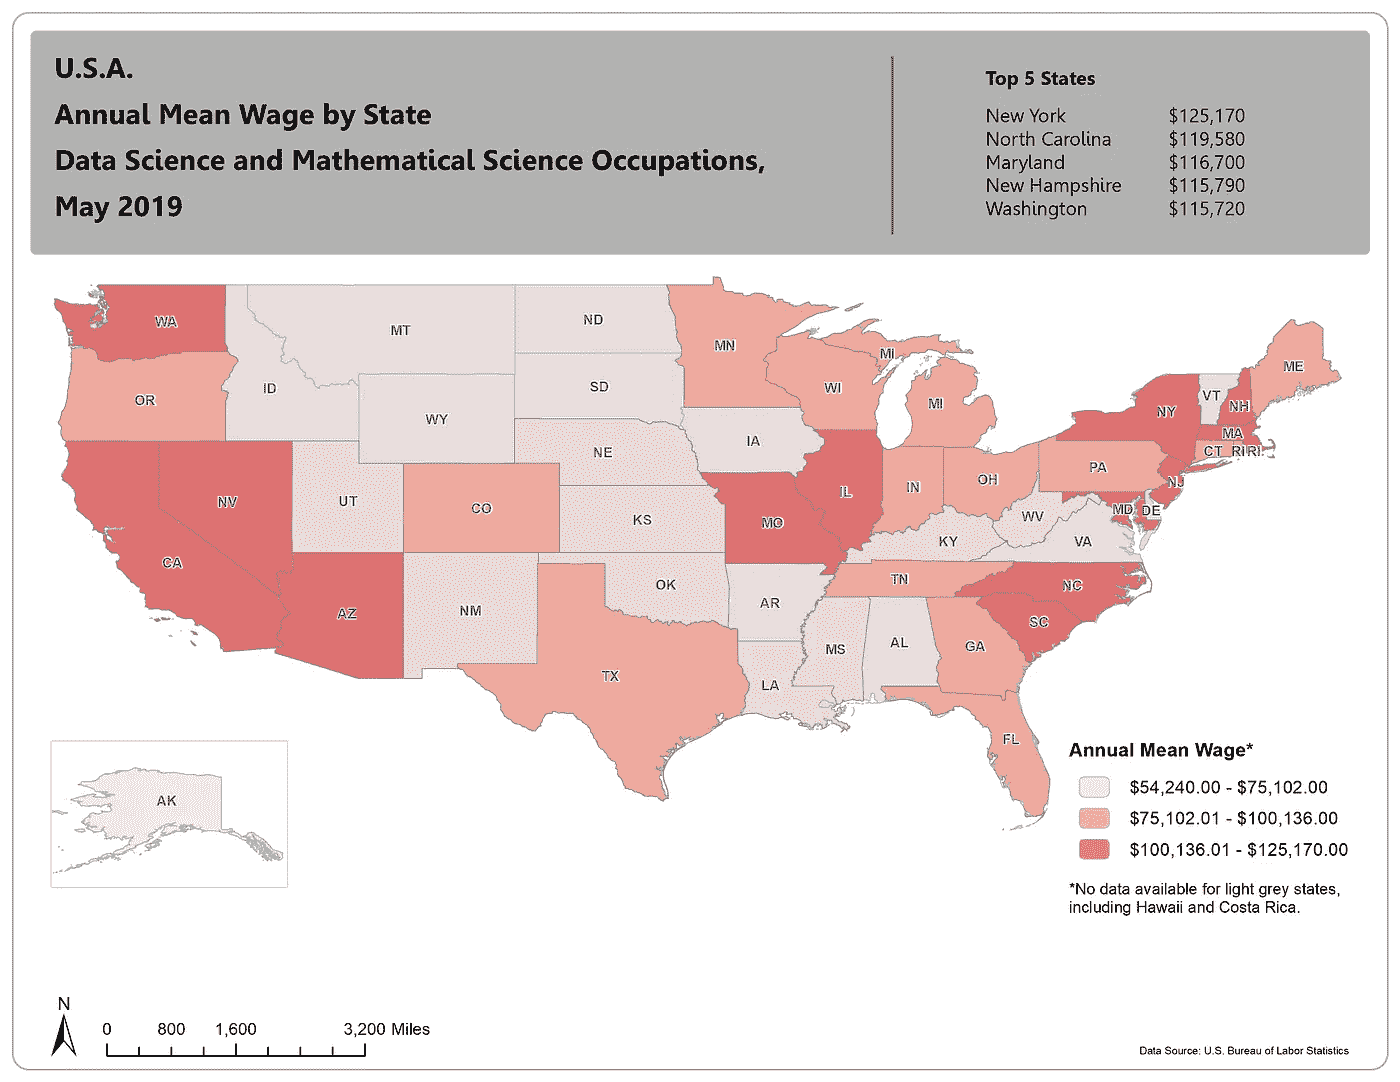 U.S.A.
Annual Mean Wage by State
Data Science and Mathematical Science Occupations,
May 2019
Top 5 States
New York $125,170
North Carolina $119,580
Maryland $116,700
New Hampshire $115,790
Washington $115,720
WA
MT
ND
MN
MI
ME
OR
ID
SD
WI
MI
VT
NH
NY
WY
IA
MA
NE
CT
RI
RI
PA
NV
UT
CO
IL
IN
OH
NJ
KS
MO
WV
MD
DE
KY
VA
CA
AZ
NM
OK
AR
TN
NC
SC
MS
AL
GA
TX
LA
FL
AK
Annual Mean Wage*
$54,240.00 - $75,102.00
$75,102.01 - $100,136.00
$100,136.01 - $125,170.00
*No data available for light grey states,
including Hawaii and Costa Rica.
N
0 800 1,600 3,200 Miles
Data Source: U.S. Bureau of Labor Statistics